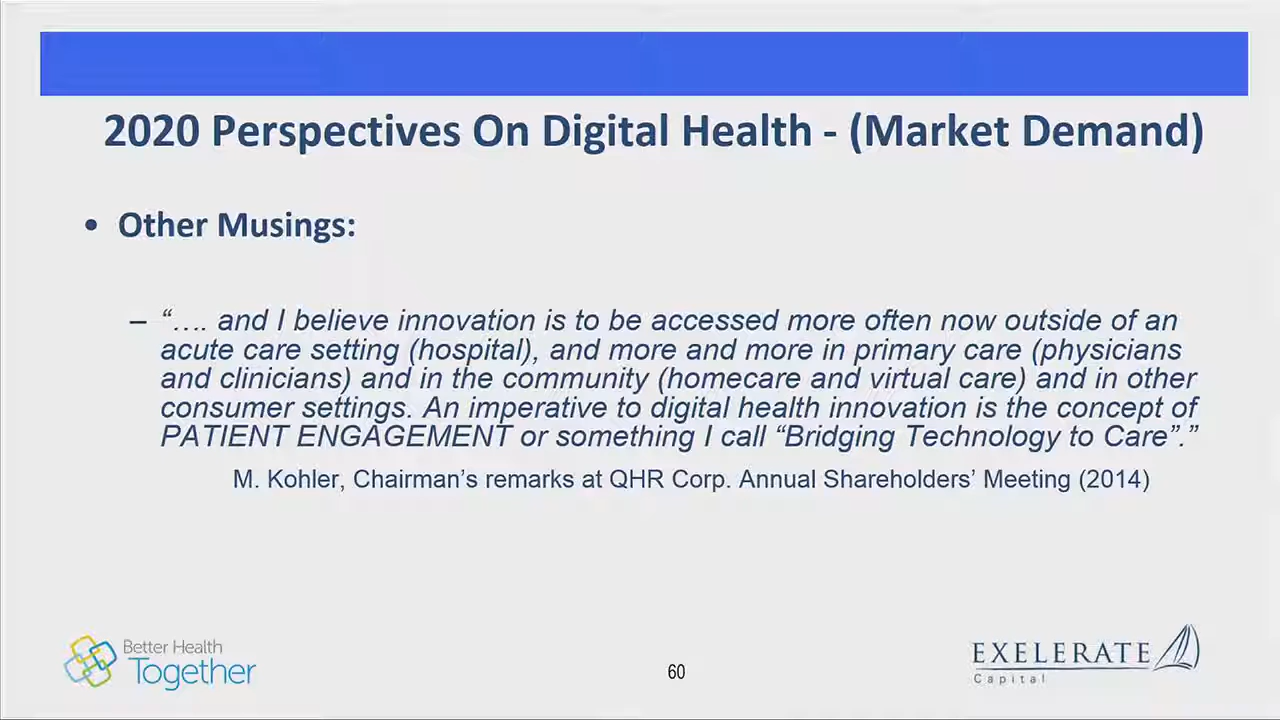 2020 Perspectives On Digital Health - (Market Demand)
• Other Musings:
– “…. and I believe innovation is to be accessed more often now outside of an
acute care setting (hospital), and more and more in primary care (physicians
and clinicians) and in the community (homecare and virtual care) and in other
consumer settings. An imperative to digital health innovation is the concept of
PATIENT ENGAGEMENT or something I call “Bridging Technology to Care”.”
M. Kohler, Chairman’s remarks at QHR Corp. Annual Shareholders’ Meeting (2014)
Better Health
Together
60
EXELERATE
Capital